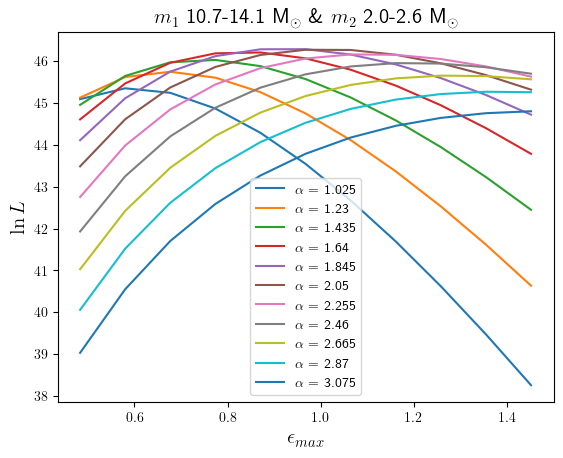 m₁ 10.7-14.1 M⊙ & m₂ 2.0-2.6 M⊙
ln L
46
45
44
43
42
41
40
39
38
α = 1.025
α = 1.23
α = 1.435
α = 1.64
α = 1.845
α = 2.05
α = 2.255
α = 2.46
α = 2.665
α = 2.87
α = 3.075
0.6 0.8 1.0 1.2 1.4
ϵₘₐₓ